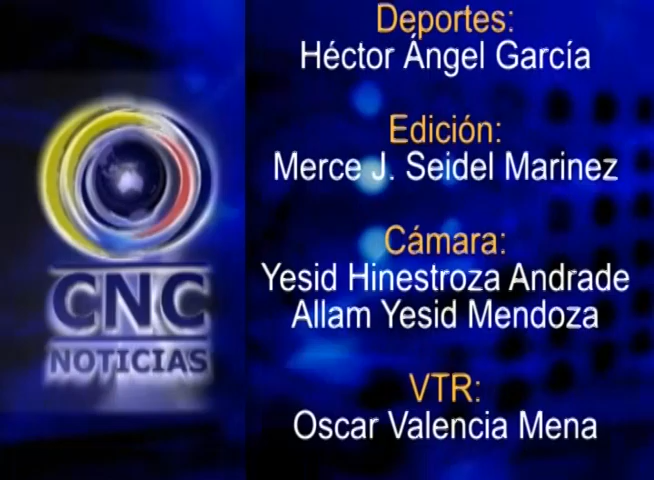 Deportes:
Héctor Ángel García
Edición:
Merce J. Seidel Marinez
Cámara:
Yesid Hinestroza Andrade
Allam Yesid Mendoza
VTR:
Oscar Valencia Mena
CNC
NOTICIAS